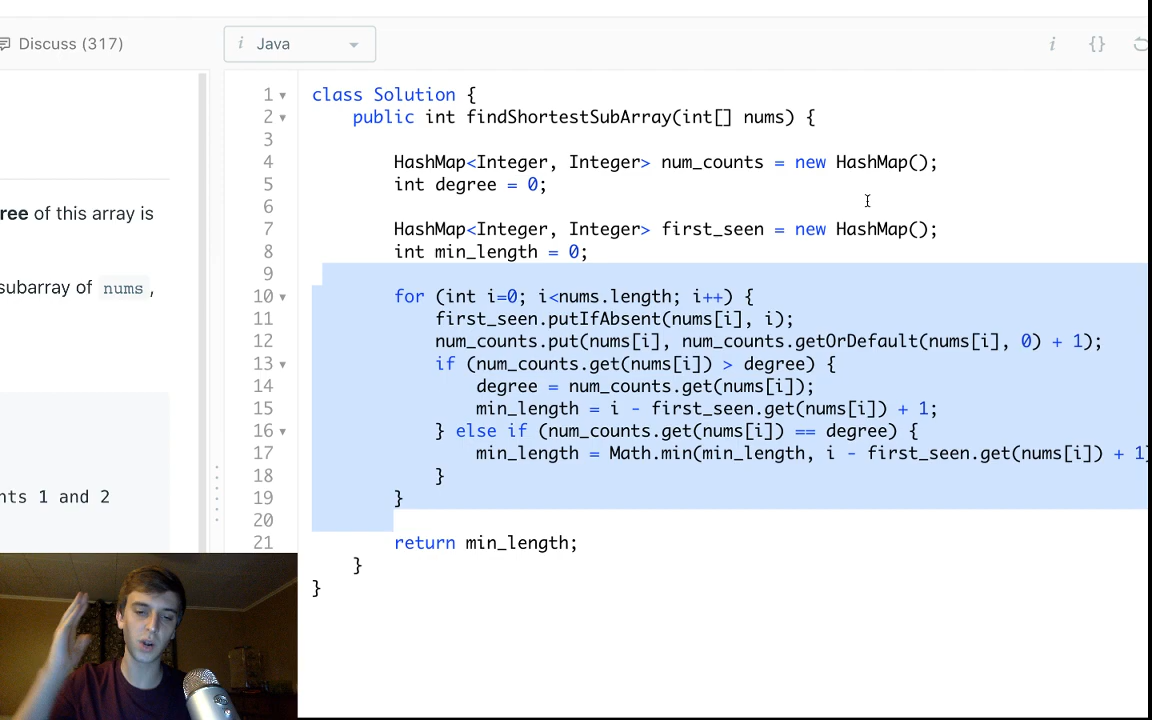 Discuss (317)
i Java
i {}
ree of this array is
subarray of nums ,
nts 1 and 2
1 class Solution {
2 public int findShortestSubArray(int[] nums) {
3
4 HashMap<Integer, Integer> num_counts = new HashMap();
5 int degree = 0;
6
7 HashMap<Integer, Integer> first_seen = new HashMap();
8 int min_length = 0;
9
10 for (int i=0; i<nums.length; i++) {
11 first_seen.putIfAbsent(nums[i], i);
12 num_counts.put(nums[i], num_counts.getOrDefault(nums[i], 0) + 1);
13 if (num_counts.get(nums[i]) > degree) {
14 degree = num_counts.get(nums[i]);
15 min_length = i - first_seen.get(nums[i]) + 1;
16 } else if (num_counts.get(nums[i]) == degree) {
17 min_length = Math.min(min_length, i - first_seen.get(nums[i]) + 1
18 }
19 }
20
21 return min_length;
}
}